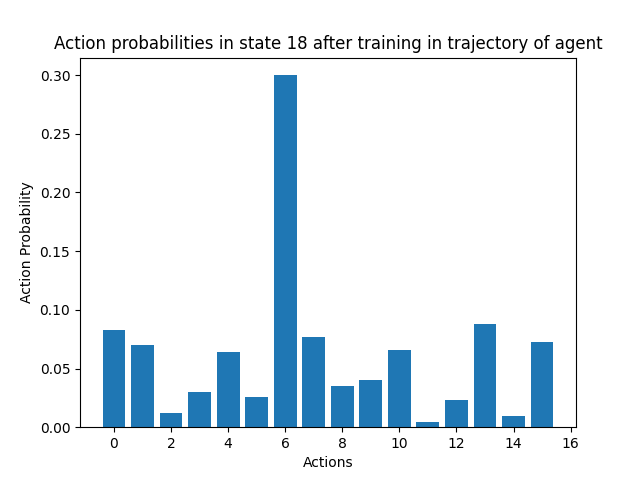 Action probabilities in state 18 after training in trajectory of agent
0.30
0.25
0.20
0.15
0.10
0.05
0.00
Action Probability
0 2 4 6 8 10 12 14 16
Actions